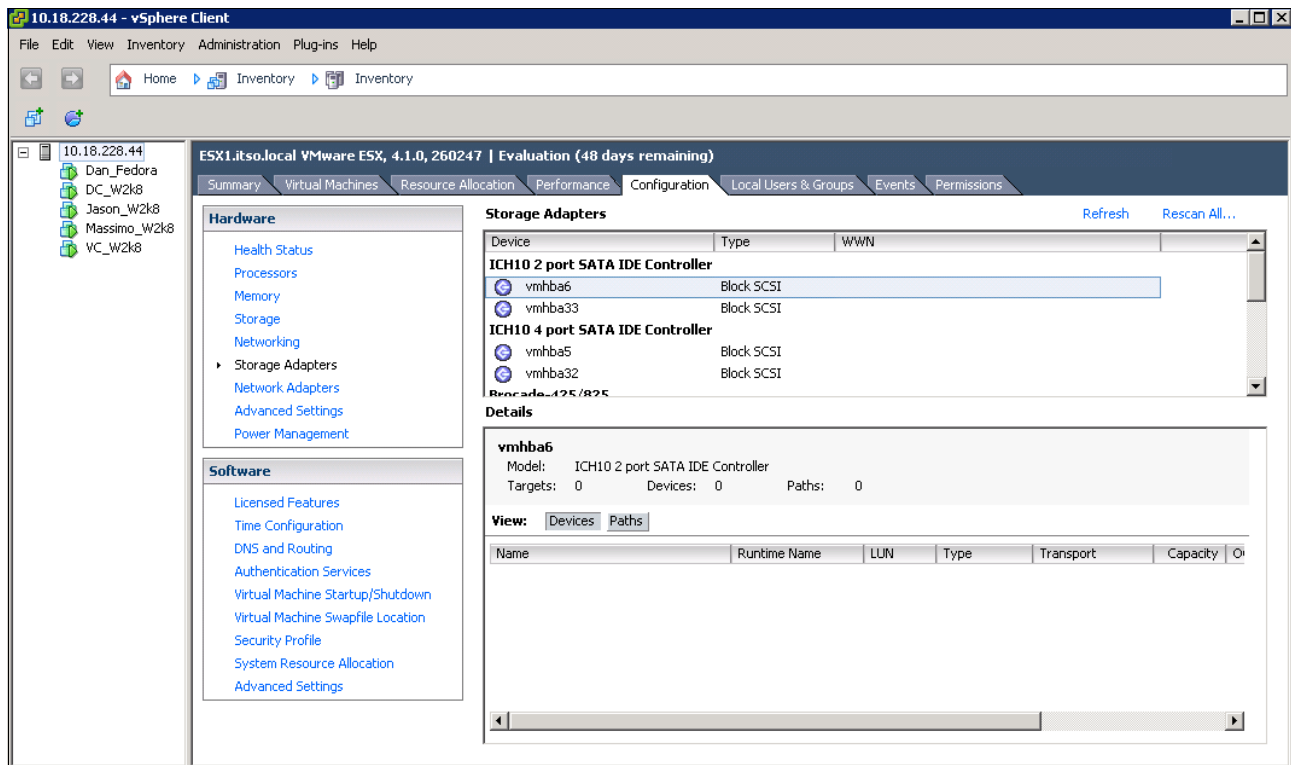 10.18.228.44 - vSphere Client
File Edit View Inventory Administration Plug-ins Help
Home Inventory Inventory
10.18.228.44
Dan_Fedora
DC_W2k8
Jason_W2k8
Massimo_W2k8
VC_W2k8
ESX1.itso.local VMware ESX, 4.1.0, 260247 | Evaluation (48 days remaining)
Summary Virtual Machines Resource Allocation Performance Configuration Local Users & Groups Events Permissions
Hardware
Health Status
Processors
Memory
Storage
Networking
Storage Adapters
Network Adapters
Advanced Settings
Power Management
Software
Licensed Features
Time Configuration
DNS and Routing
Authentication Services
Virtual Machine Startup/Shutdown
Virtual Machine Swapfile Location
Security Profile
System Resource Allocation
Advanced Settings
Storage Adapters Refresh Rescan All...
Device Type WWN
ICH10 2 port SATA IDE Controller
vmhba6 Block SCSI
vmhba33 Block SCSI
ICH10 4 port SATA IDE Controller
vmhba5 Block SCSI
vmhba32 Block SCSI
Brocade-425/825
Details
vmhba6
Model: ICH10 2 port SATA IDE Controller
Targets: 0 Devices: 0 Paths: 0
View: Devices Paths
Name Runtime Name LUN Type Transport Capacity